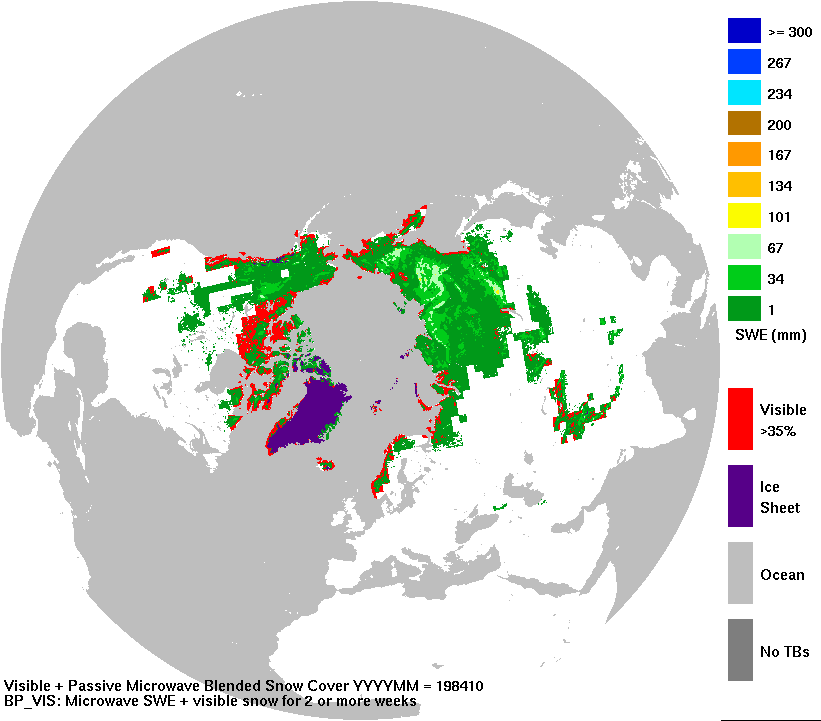 >= 300
267
234
200
167
134
101
67
34
1
SWE (mm)
Visible
>35%
Ice
Sheet
Ocean
No TBs
Visible + Passive Microwave Blended Snow Cover YYYYMM = 198410
BP_VIS: Microwave SWE + visible snow for 2 or more weeks